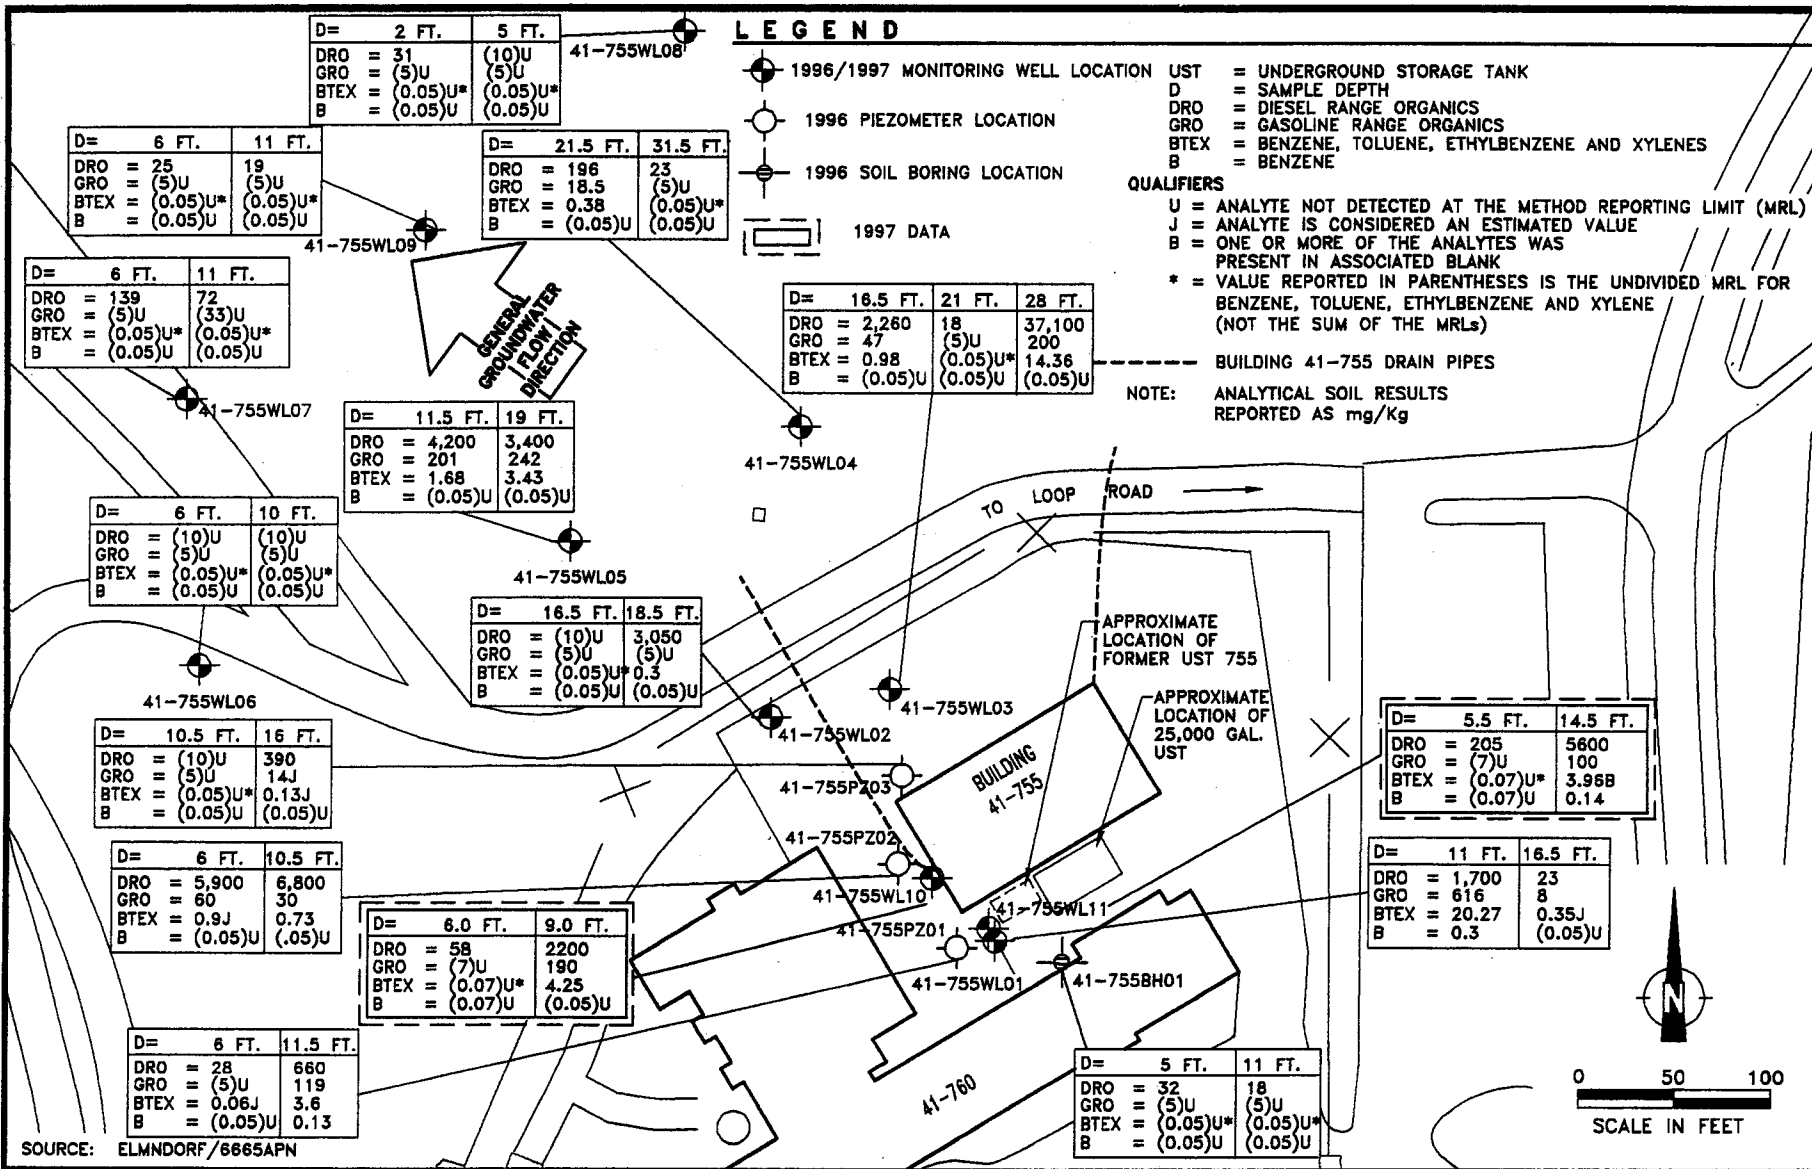 LEGEND
1996/1997 MONITORING WELL LOCATION
1996 PIEZOMETER LOCATION
1996 SOIL BORING LOCATION
1997 DATA
UST = UNDERGROUND STORAGE TANK
D = SAMPLE DEPTH
DRO = DIESEL RANGE ORGANICS
GRO = GASOLINE RANGE ORGANICS
BTEX = BENZENE, TOLUENE, ETHYLBENZENE AND XYLENES
B = BENZENE
QUALIFIERS
U = ANALYTE NOT DETECTED AT THE METHOD REPORTING LIMIT (MRL)
J = ANALYTE IS CONSIDERED AN ESTIMATED VALUE
B = ONE OR MORE OF THE ANALYTES WAS
PRESENT IN ASSOCIATED BLANK
* = VALUE REPORTED IN PARENTHESES IS THE UNDIVIDED MRL FOR
BENZENE, TOLUENE, ETHYLBENZENE AND XYLENE
(NOT THE SUM OF THE MRLs)
BUILDING 41-755 DRAIN PIPES
NOTE: ANALYTICAL SOIL RESULTS
REPORTED AS mg/Kg
D= 2 FT. 5 FT.
DRO = 31 (10)U
GRO = (5)U (5)U
BTEX = (0.05)U* (0.05)U*
B = (0.05)U (0.05)U
41-755WL08
D= 6 FT. 11 FT.
DRO = 25 19
GRO = (5)U (5)U
BTEX = (0.05)U* (0.05)U*
B = (0.05)U (0.05)U
41-755WL09
D= 21.5 FT. 31.5 FT.
DRO = 196 23
GRO = 18.5 (5)U
BTEX = 0.38 (0.05)U*
B = (0.05)U (0.05)U
41-755WL04
D= 6 FT. 11 FT.
DRO = 139 72
GRO = (5)U (33)U
BTEX = (0.05)U* (0.05)U*
B = (0.05)U (0.05)U
41-755WL07
GENERAL
GROUNDWATER
FLOW
DIRECTION
D= 16.5 FT. 21 FT. 28 FT.
DRO = 2,260 18 37,100
GRO = 47 (5)U 200
BTEX = 0.98 (0.05)U* 14.36
B = (0.05)U (0.05)U (0.05)U
D= 11.5 FT. 19 FT.
DRO = 4,200 3,400
GRO = 201 242
BTEX = 1.68 3.43
B = (0.05)U (0.05)U
41-755WL05
D= 6 FT. 10 FT.
DRO = (10)U (10)U
GRO = (5)U (5)U
BTEX = (0.05)U* (0.05)U*
B = (0.05)U (0.05)U
41-755WL06
TO LOOP ROAD
D= 16.5 FT. 18.5 FT.
DRO = (10)U 3,050
GRO = (5)U (5)U
BTEX = (0.05)U* 0.3
B = (0.05)U (0.05)U
APPROXIMATE
LOCATION OF
FORMER UST 755
APPROXIMATE
LOCATION OF
25,000 GAL.
UST
41-755WL03
41-755WL02
BUILDING
41-755
D= 10.5 FT. 16 FT.
DRO = (10)U 390
GRO = (5)U 14J
BTEX = (0.05)U* 0.13J
B = (0.05)U (0.05)U
41-755PZ03
D= 5.5 FT. 14.5 FT.
DRO = 205 5600
GRO = (7)U 100
BTEX = (0.07)U* 3.96B
B = (0.07)U 0.14
41-755PZ02
D= 6 FT. 10.5 FT.
DRO = 5,900 6,800
GRO = 60 30
BTEX = 0.9J 0.73
B = (0.05)U (.05)U
41-755WL10
41-755WL11
41-755PZ01
D= 11 FT. 16.5 FT.
DRO = 1,700 23
GRO = 616 8
BTEX = 20.27 0.35J
B = 0.3 (0.05)U
D= 6.0 FT. 9.0 FT.
DRO = 58 2200
GRO = (7)U 190
BTEX = (0.07)U* 4.25
B = (0.07)U (0.05)U
41-755WL01
41-755BH01
D= 6 FT. 11.5 FT.
DRO = 28 660
GRO = (5)U 119
BTEX = 0.06J 3.6
B = (0.05)U 0.13
D= 5 FT. 11 FT.
DRO = 32 18
GRO = (5)U (5)U
BTEX = (0.05)U* (0.05)U*
B = (0.05)U (0.05)U
41-760
N
0 50 100
SCALE IN FEET
SOURCE: ELMNDORF/6665APN